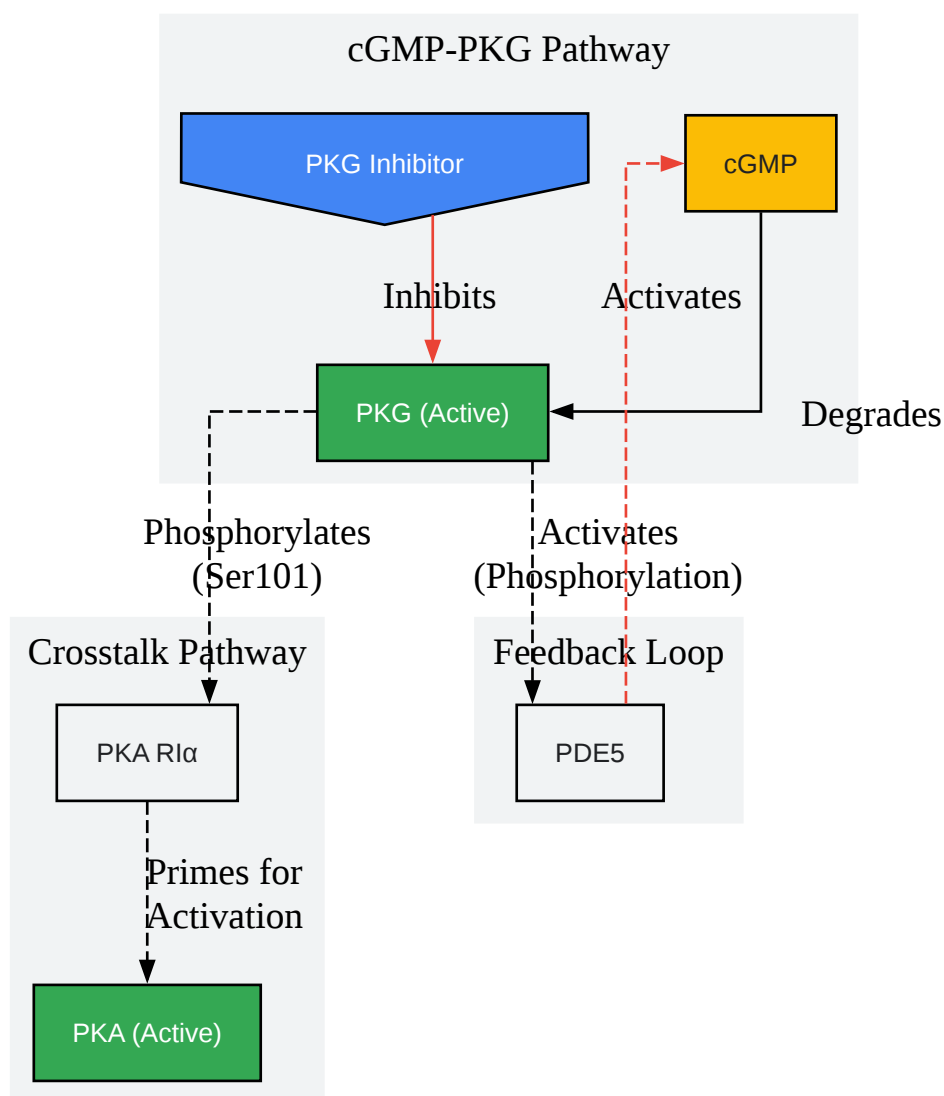 cGMP-PKG Pathway
PKG Inhibitor
cGMP
Inhibits
Activates
PKG (Active)
Degrades
Phosphorylates
(Ser101)
Activates
(Phosphorylation)
Crosstalk Pathway
Feedback Loop
PKA RIα
PDE5
Primes for
Activation
PKA (Active)